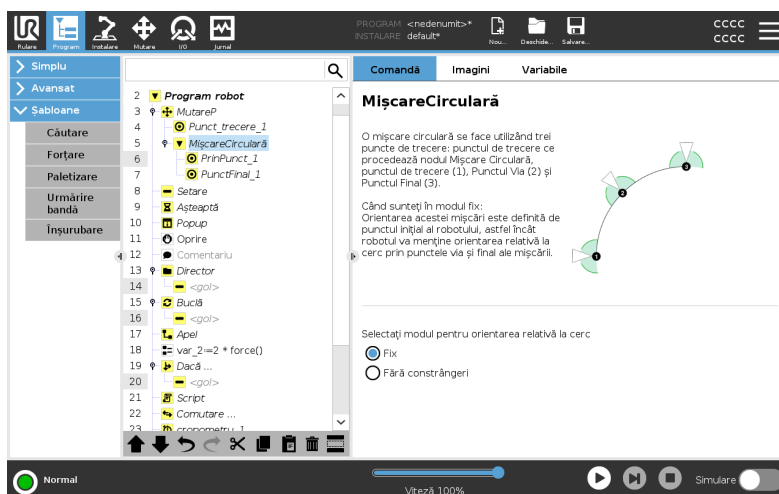 UR
Rulare
Program
Instalare
Mutare
I/O
Jurnal
PROGRAM <nedenumit>*
INSTALARE default*
Nou...
Deschide...
Salvare...
CCCC
CCCC
Simplu
Avansat
Șabloane
Căutare
Forțare
Paletizare
Urmărire
bandă
Înșurubare
2 Program robot
3 MutareP
4 Punct_trecere_1
5 MișcareCirculară
6 PrinPunct_1
7 PunctFinal_1
8 Setare
9 Așteaptă
10 Popup
11 Oprire
12 Comentariu
13 Director
14 <gol>
15 Buclă
16 <gol>
17 Apel
18 var_2:=2 * force()
19 Dacă ...
20 <gol>
21 Script
22 Comutare ...
23 cronometru_1
Comandă
Imagini
Variabile
MișcareCirculară
O mișcare circulară se face utilizând trei
puncte de trecere: punctul de trecere ce
procedează nodul Mișcare Circulară,
punctul de trecere (1), Punctul Via (2) și
Punctul Final (3).
Când sunteți în modul fix:
Orientarea acestei mișcări este definită de
punctul inițial al robotului, astfel încât
robotul va menține orientarea relativă la
cerc prin punctele via și final ale mișcării.
3
2
1
Selectați modul pentru orientarea relativă la cerc
Fix
Fără constrângeri
Normal
Viteză 100%
Simulare